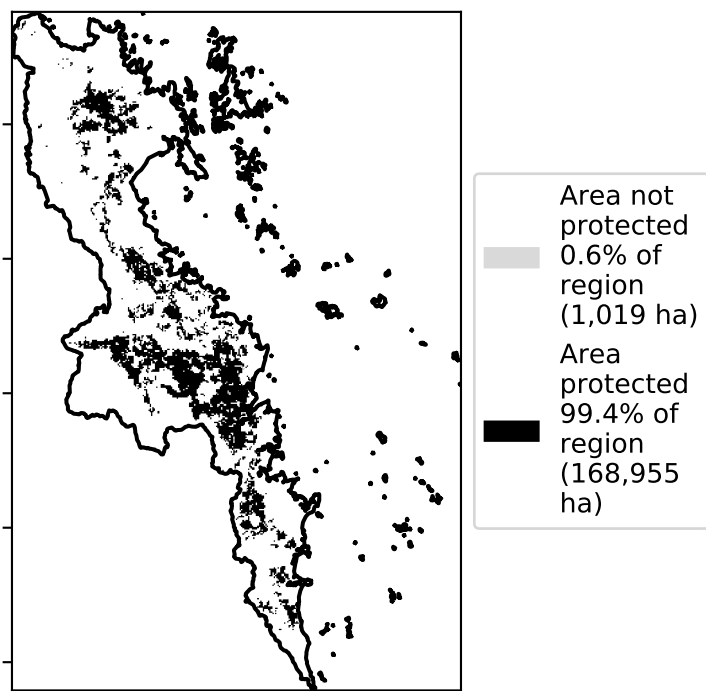 Area not
protected
0.6% of
region
(1,019 ha)
Area
protected
99.4% of
region
(168,955
ha)